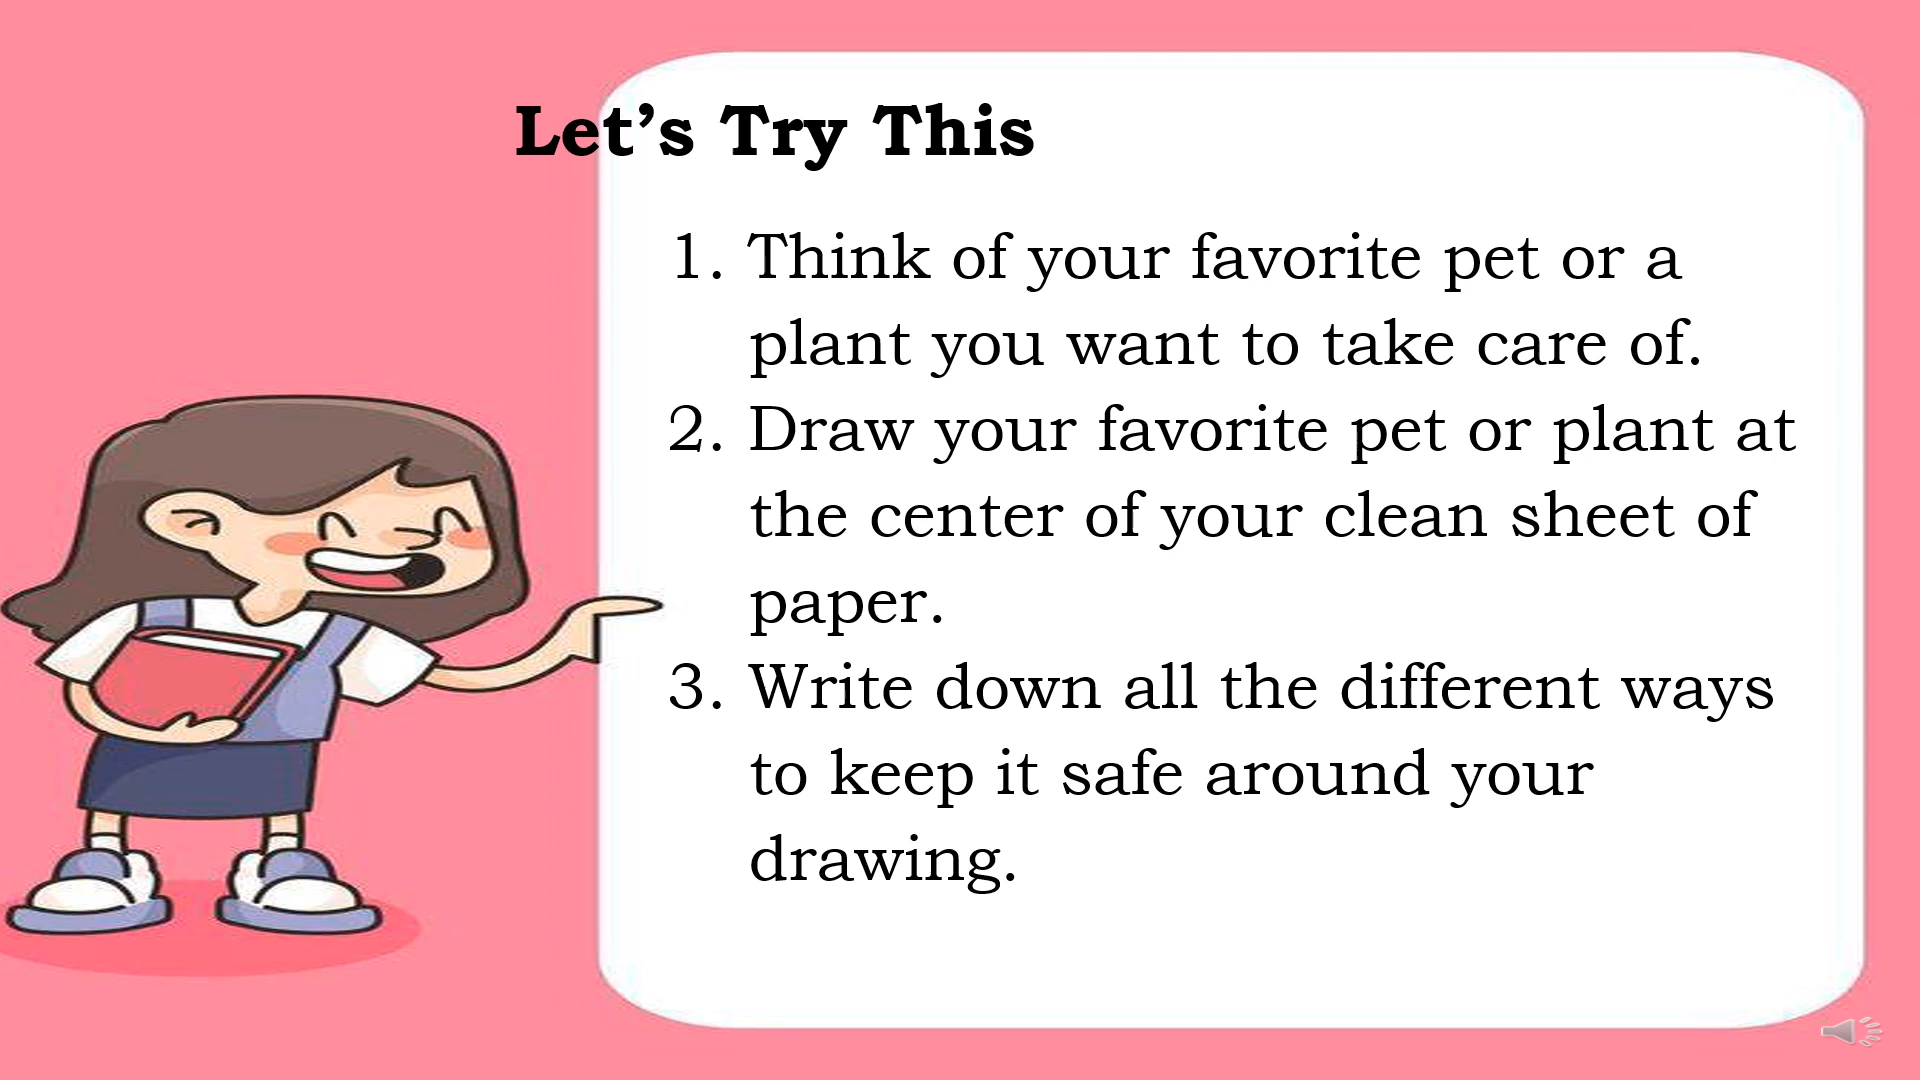 Let’s Try This
1. Think of your favorite pet or a
plant you want to take care of.
2. Draw your favorite pet or plant at
the center of your clean sheet of
paper.
3. Write down all the different ways
to keep it safe around your
drawing.